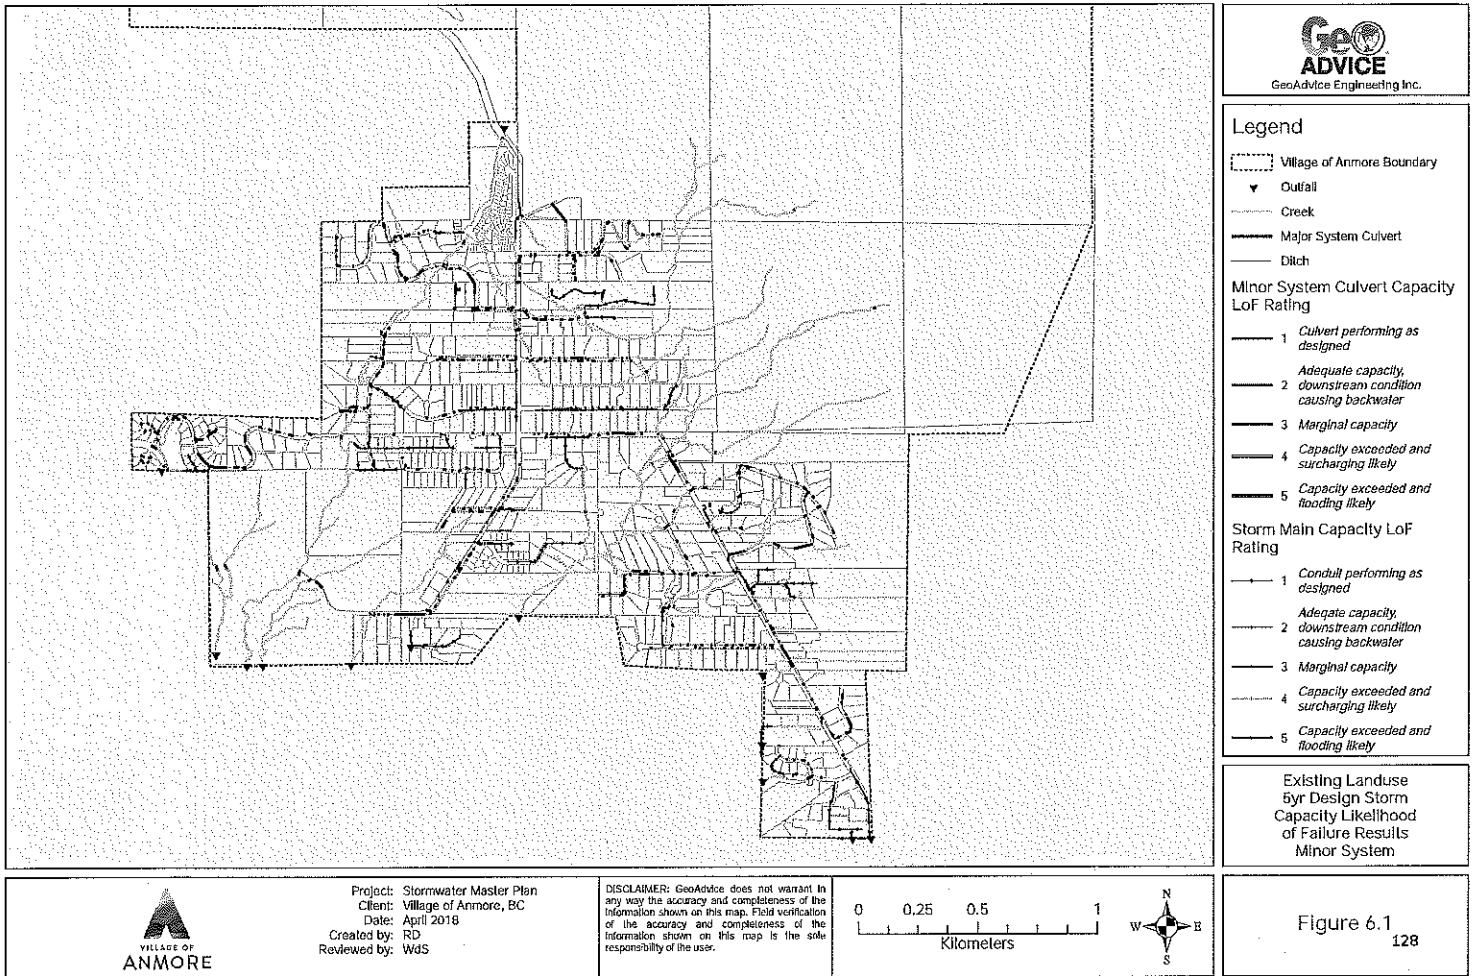 GeO
ADVICE
GeoAdvice Engineering Inc.
Legend
Village of Anmore Boundary
Outfall
Creek
Major System Culvert
Ditch
Minor System Culvert Capacity
LoF Rating
1 Culvert performing as
designed
2 Adequate capacity,
downstream condition
causing backwater
3 Marginal capacity
4 Capacity exceeded and
surcharging likely
5 Capacity exceeded and
flooding likely
Storm Main Capacity LoF
Rating
1 Conduit performing as
designed
2 Adeqate capacity,
downstream condition
causing backwater
3 Marginal capacity
4 Capacity exceeded and
surcharging likely
5 Capacity exceeded and
flooding likely
Existing Landuse
5yr Design Storm
Capacity Likelihood
of Failure Results
Minor System
VILLAGE OF
ANMORE
Project: Stormwater Master Plan
Client: Village of Anmore, BC
Date: April 2018
Created by: RD
Reviewed by: WdS
DISCLAIMER: GeoAdvice does not warrant in
any way the accuracy and completeness of the
information shown on this map. Field verification
of the accuracy and completeness of the
information shown on this map is the sole
responsibility of the user.
0 0.25 0.5 1
Kilometers
N
W E
S
Figure 6.1
128